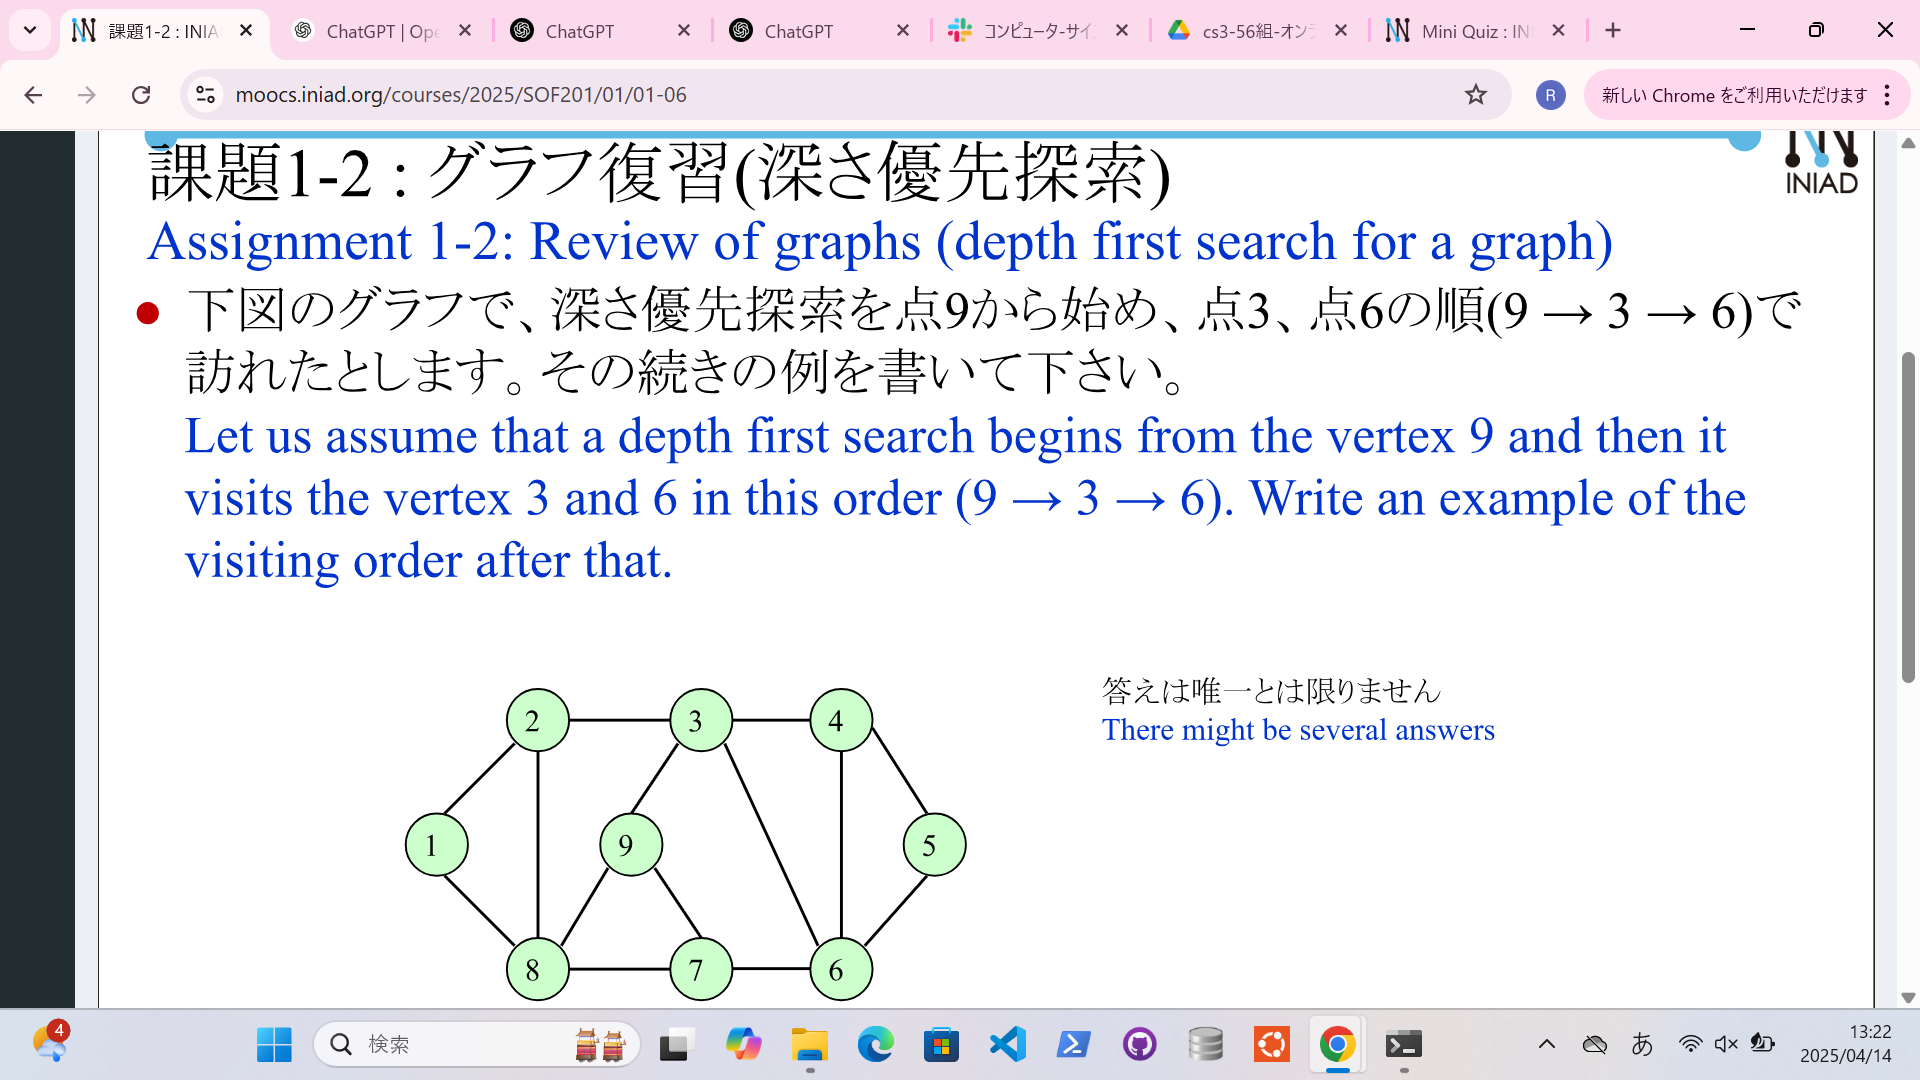 課題1-2 : INIA
ChatGPT | Ope
ChatGPT
ChatGPT
コンピュータ-サイ
cs3-56組-オン
Mini Quiz : IN
moocs.iniad.org/courses/2025/SOF201/01/01-06
R
新しい Chrome をご利用いただけます
課題1-2 : グラフ復習(深さ優先探索)
INIAD
Assignment 1-2: Review of graphs (depth first search for a graph)
下図のグラフで、深さ優先探索を点9から始め、点3、点6の順(9 → 3 → 6)で
訪れたとします。その続きの例を書いて下さい。
Let us assume that a depth first search begins from the vertex 9 and then it
visits the vertex 3 and 6 in this order (9 → 3 → 6). Write an example of the
visiting order after that.
答えは唯一とは限りません
There might be several answers
2 3 4
1 9 5
8 7 6
4
検索
あ
13:22
2025/04/14